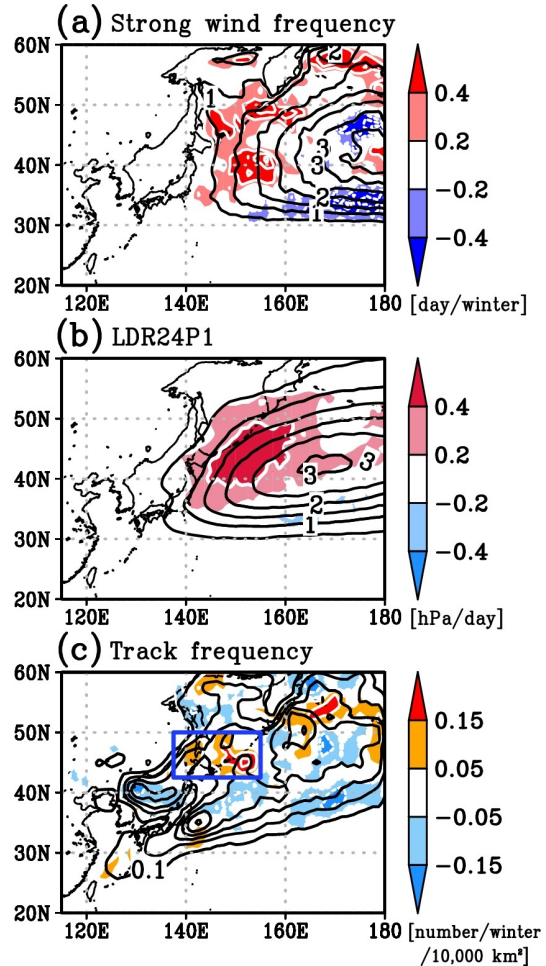 (a) Strong wind frequency
60N
50N
40N
30N
20N
120E 140E 160E 180
1
2
3
3
2
1
0.4
0.2
−0.2
−0.4
[day/winter]
(b) LDR24P1
60N
50N
40N
30N
20N
120E 140E 160E 180
3
3
2
1
0.4
0.2
−0.2
−0.4
[hPa/day]
(c) Track frequency
60N
50N
40N
30N
20N
120E 140E 160E 180
0.1
0.15
0.05
−0.05
−0.15
[number/winter
/10,000 km²]